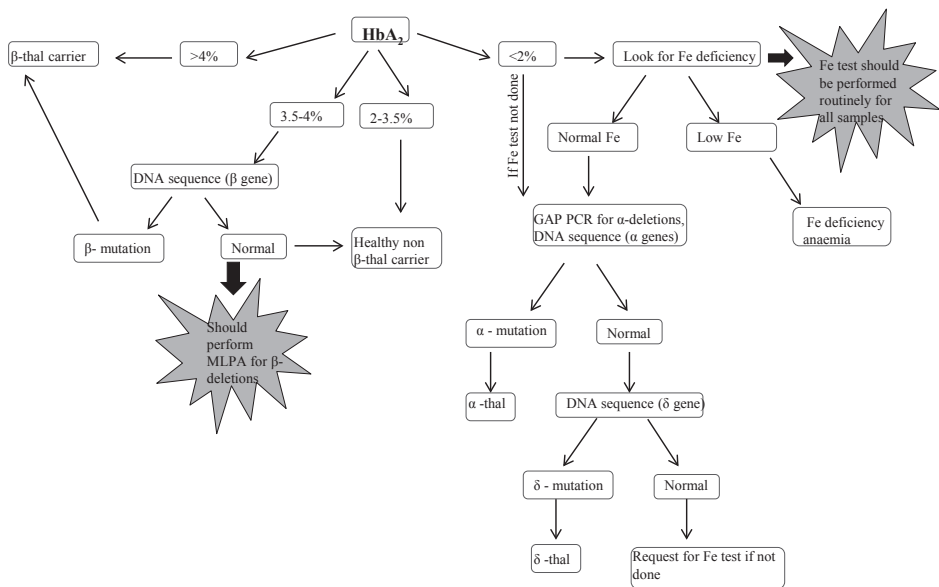 HbA2
β-thal carrier
>4%
<2%
Look for Fe deficiency
Fe test should
be performed
routinely for
all samples
3.5-4%
2-3.5%
If Fe test not done
Normal Fe
Low Fe
DNA sequence (β gene)
GAP PCR for α-deletions,
DNA sequence (α genes)
Fe deficiency
anaemia
β- mutation
Normal
Healthy non
β-thal carrier
Should
perform
MLPA for β-
deletions
α - mutation
Normal
α -thal
DNA sequence (δ gene)
δ - mutation
Normal
δ -thal
Request for Fe test if not
done